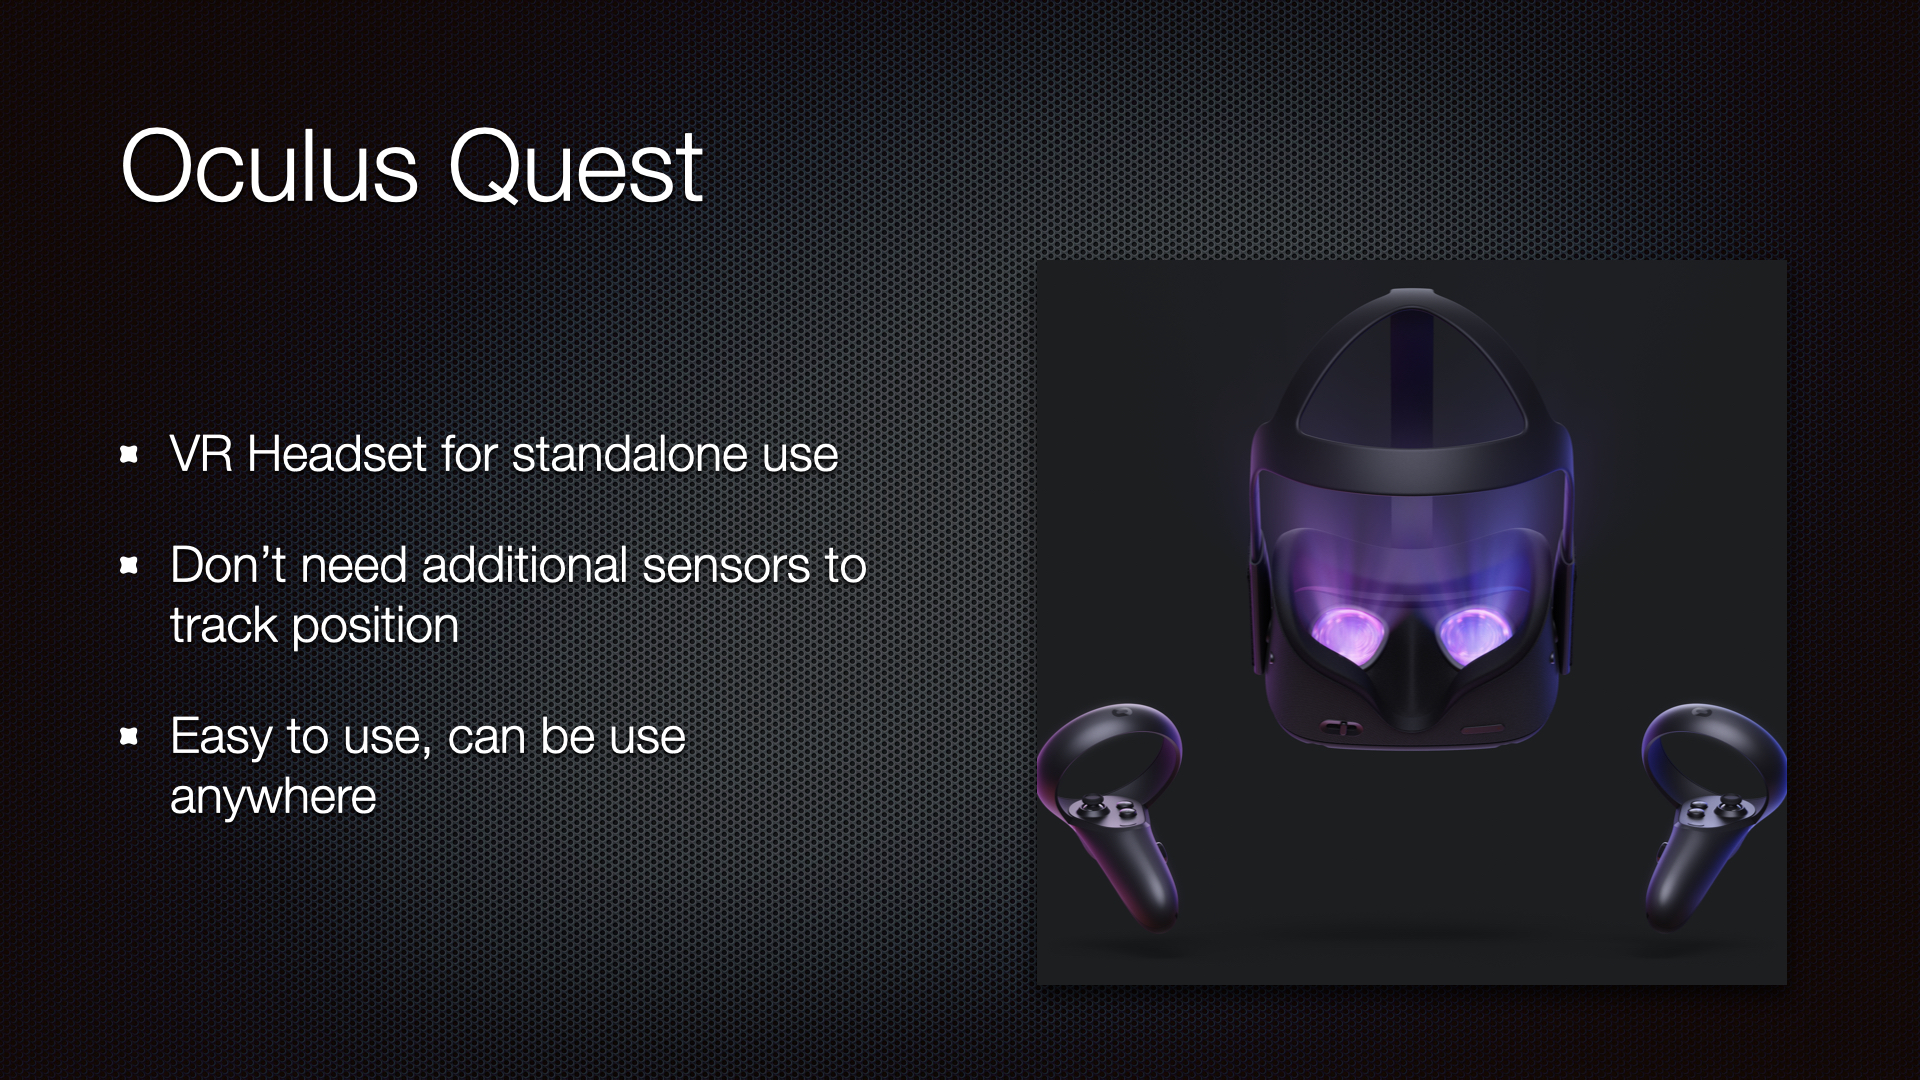 Oculus Quest
VR Headset for standalone use
Don’t need additional sensors to
track position
Easy to use, can be use
anywhere